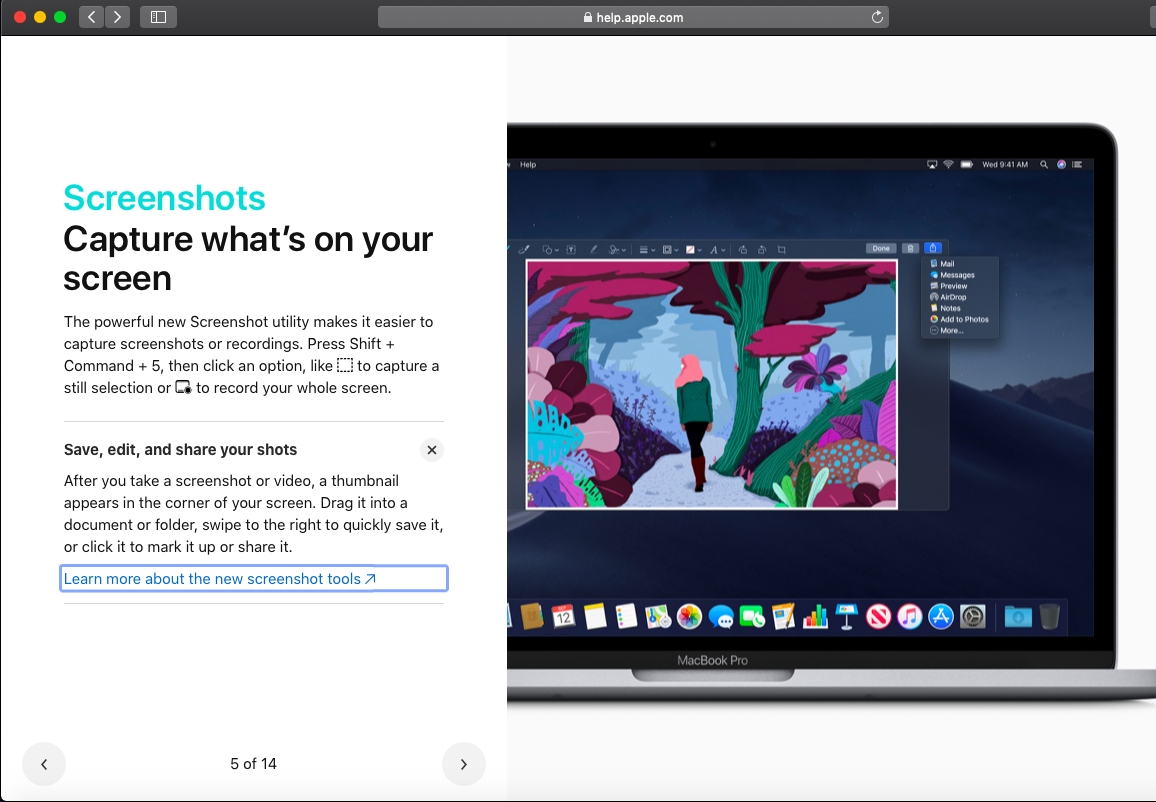 help.apple.com
Screenshots
Capture what’s on your
screen
The powerful new Screenshot utility makes it easier to
capture screenshots or recordings. Press Shift +
Command + 5, then click an option, like to capture a
still selection or to record your whole screen.
Save, edit, and share your shots
After you take a screenshot or video, a thumbnail
appears in the corner of your screen. Drag it into a
document or folder, swipe to the right to quickly save it,
or click it to mark it up or share it.
Learn more about the new screenshot tools
5 of 14
Help
Wed 9:41 AM
Done
Mail
Messages
Preview
AirDrop
Notes
Add to Photos
More...
12
MacBook Pro